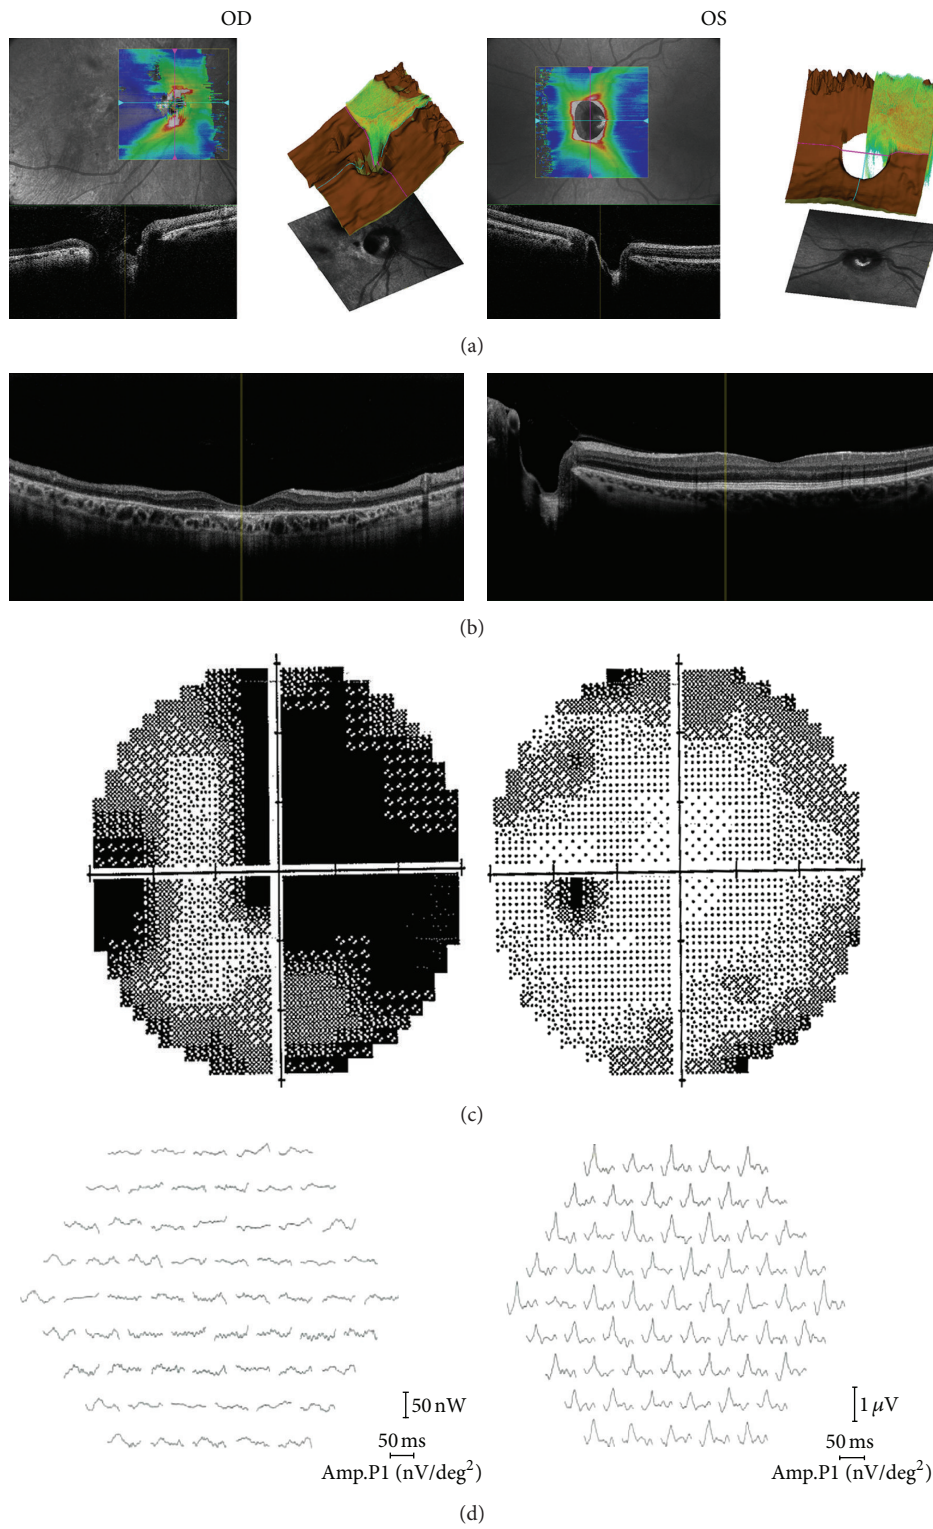 OD
OS
(a)
(b)
(c)
50 nW
50 ms
Amp.P1 (nV/deg²)
1 μV
50 ms
Amp.P1 (nV/deg²)
(d)